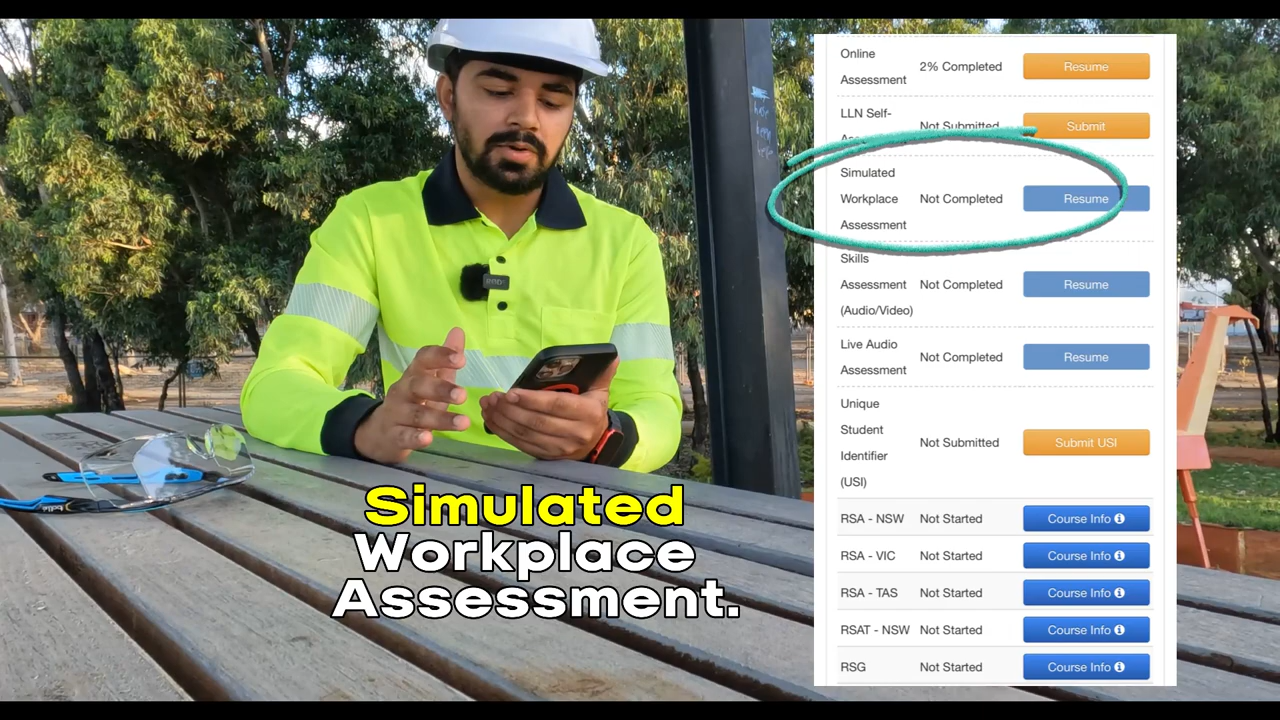 Online
Assessment
2% Completed
Resume
LLN Self-
Not Submitted
Submit
Simulated
Workplace
Assessment
Not Completed
Resume
Skills
Assessment
(Audio/Video)
Not Completed
Resume
Live Audio
Assessment
Not Completed
Resume
Unique
Student
Identifier
(USI)
Not Submitted
Submit USI
RSA - NSW Not Started Course Info
RSA - VIC Not Started Course Info
RSA - TAS Not Started Course Info
RSAT - NSW Not Started Course Info
RSG Not Started Course Info
Simulated
Workplace
Assessment.
bollé